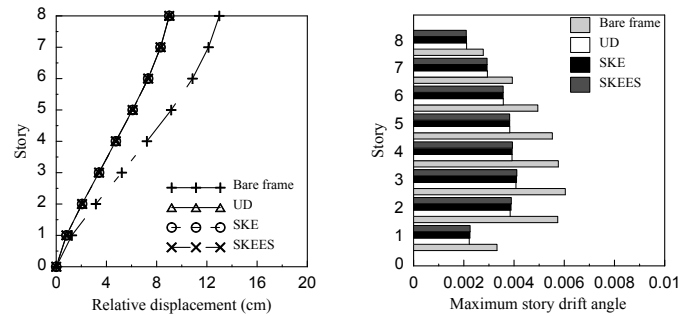 8
7
6
5
4
3
2
1
0
Story
Bare frame
UD
SKE
SKEES
0 4 8 12 16 20
Relative displacement (cm)
Bare frame
UD
SKE
SKEES
8
7
6
5
4
3
2
1
0
Story
0 0.002 0.004 0.006 0.008 0.01
Maximum story drift angle